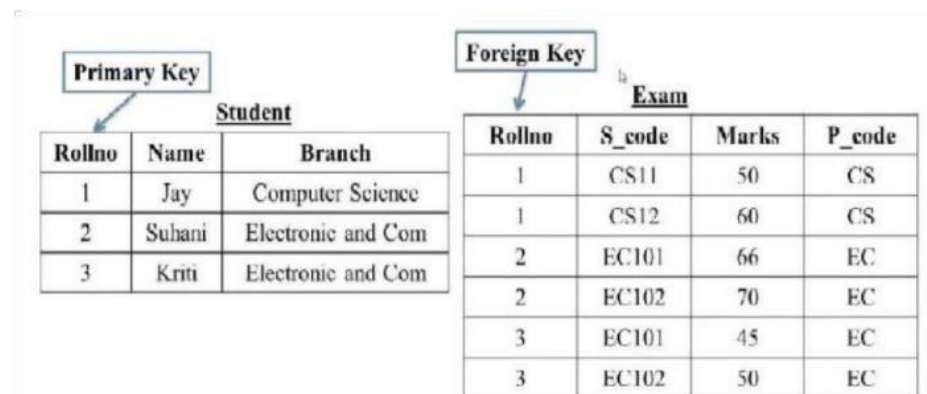 Primary Key
Student
Rollno Name Branch
1 Jay Computer Science
2 Suhani Electronic and Com
3 Kriti Electronic and Com
Foreign Key
Exam
Rollno S_code Marks P_code
1 CS11 50 CS
1 CS12 60 CS
2 EC101 66 EC
2 EC102 70 EC
3 EC101 45 EC
3 EC102 50 EC